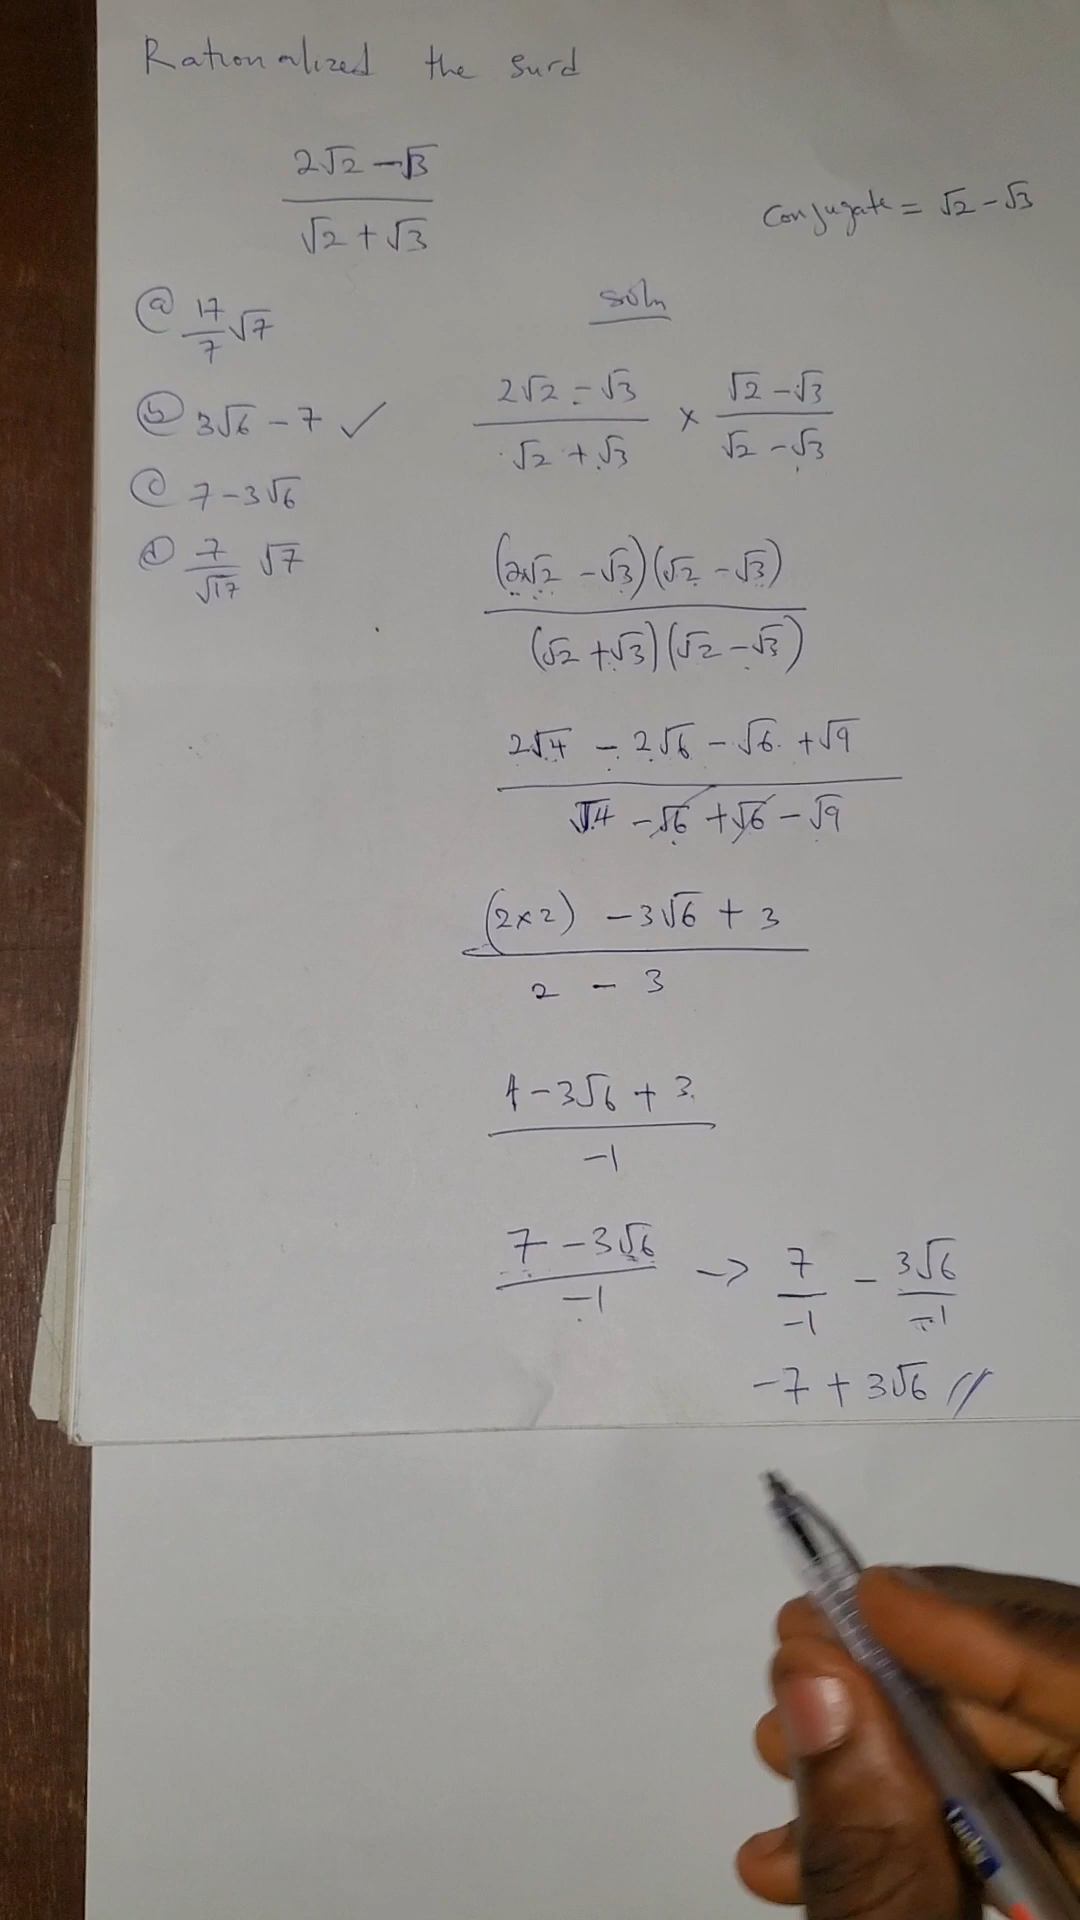 Rationalized the surd
2√2 - √3 / √2 + √3
Conjugate = √2 - √3
(a) 17/7 √7
(b) 3√6 - 7 ✓
(c) 7 - 3√6
(d) 7/√17 √7
soln
2√2 - √3 / √2 + √3 × √2 - √3 / √2 - √3
(2√2 - √3)(√2 - √3) / (√2 + √3)(√2 - √3)
2√4 - 2√6 - √6 + √9 / √4 - √6 + √6 - √9
(2×2) - 3√6 + 3 / 2 - 3
4 - 3√6 + 3 / -1
7 - 3√6 / -1 → 7/-1 - 3√6/-1
-7 + 3√6 //